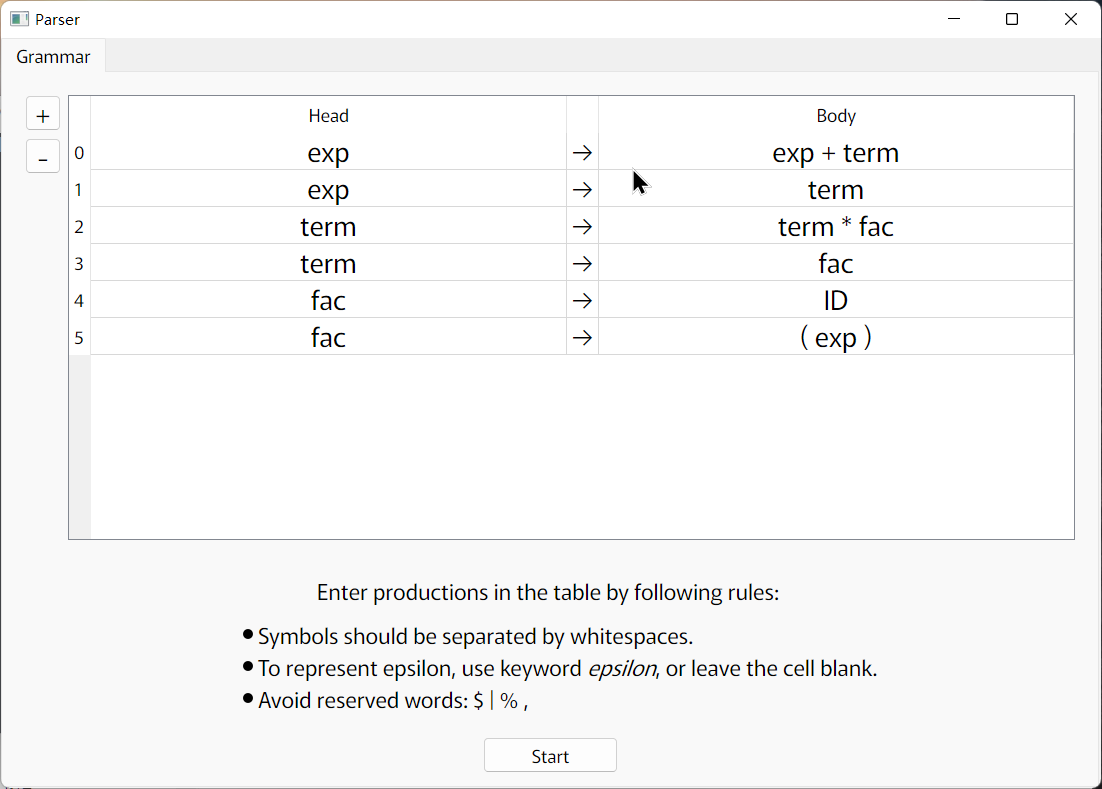 Parser
Grammar
+
-
Head Body
0 exp → exp + term
1 exp → term
2 term → term * fac
3 term → fac
4 fac → ID
5 fac → ( exp )
Enter productions in the table by following rules:
● Symbols should be separated by whitespaces.
● To represent epsilon, use keyword epsilon, or leave the cell blank.
● Avoid reserved words: $ | % ,
Start